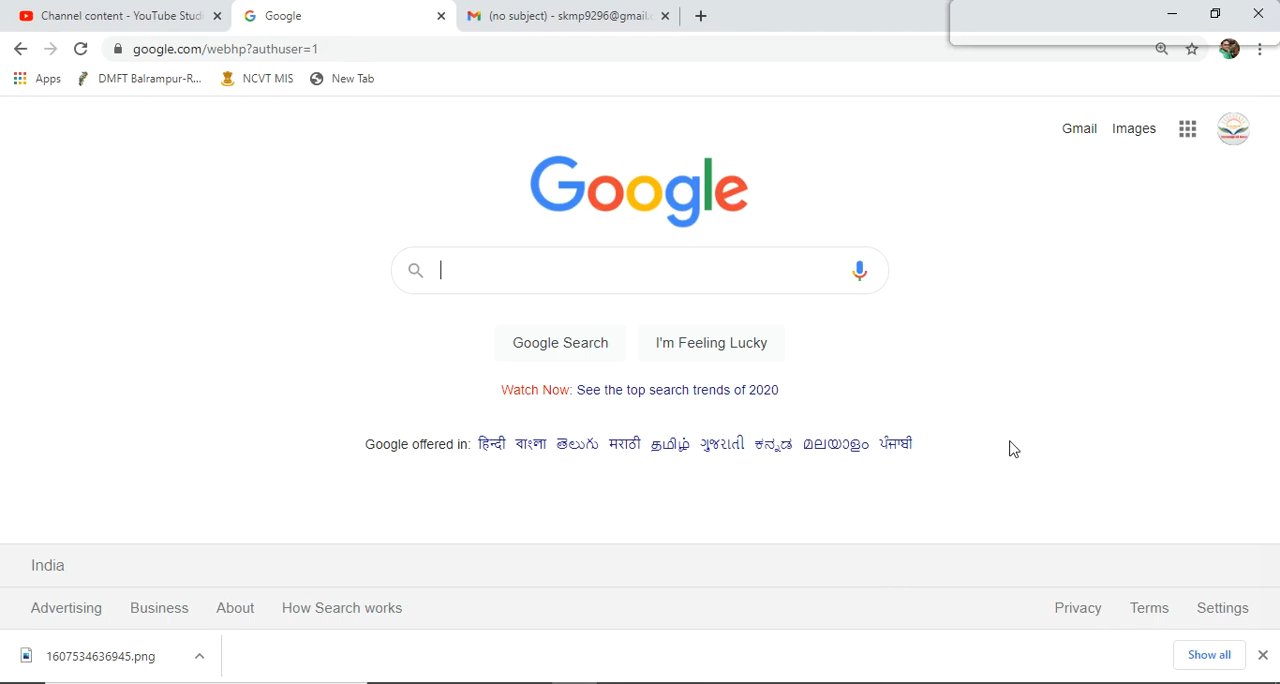 Channel content - YouTube Studi
Google
(no subject) - skmp9296@gmail.c
google.com/webhp?authuser=1
Apps
DMFT Balrampur-R...
NCVT MIS
New Tab
Gmail
Images
Google
Google Search
I'm Feeling Lucky
Watch Now: See the top search trends of 2020
Google offered in: हिन्दी বাংলা తెలుగు मराठी தமிழ் ગુજરાતી ಕನ್ನಡ മലയാളം ਪੰਜਾਬੀ
India
Advertising
Business
About
How Search works
Privacy
Terms
Settings
1607534636945.png
Show all